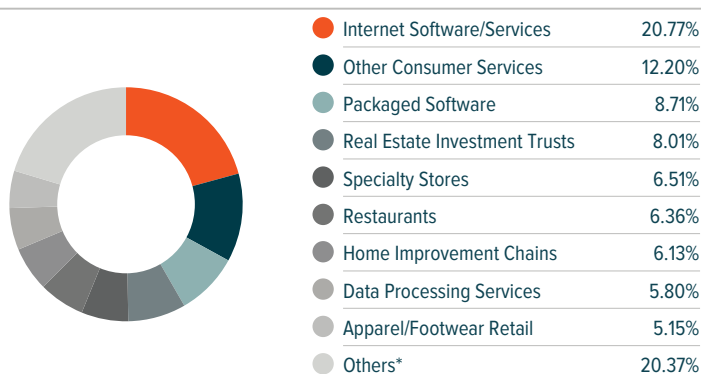 Internet Software/Services 20.77%
Other Consumer Services 12.20%
Packaged Software 8.71%
Real Estate Investment Trusts 8.01%
Specialty Stores 6.51%
Restaurants 6.36%
Home Improvement Chains 6.13%
Data Processing Services 5.80%
Apparel/Footwear Retail 5.15%
Others* 20.37%